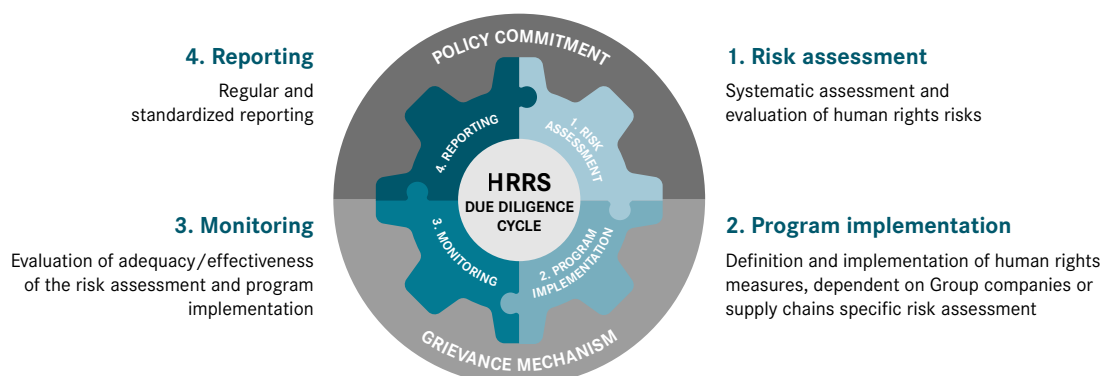 POLICY COMMITMENT
4. Reporting
Regular and
standardized reporting
1. Risk assessment
Systematic assessment and
evaluation of human rights risks
4. REPORTING
1. RISK
ASSESSMENT
HRRS
DUE DILIGENCE
CYCLE
3. MONITORING
2. PROGRAM
IMPLEMENTATION
3. Monitoring
Evaluation of adequacy/effectiveness
of the risk assessment and program
implementation
2. Program implementation
Definition and implementation of human rights
measures, dependent on Group companies or
supply chains specific risk assessment
GRIEVANCE MECHANISM